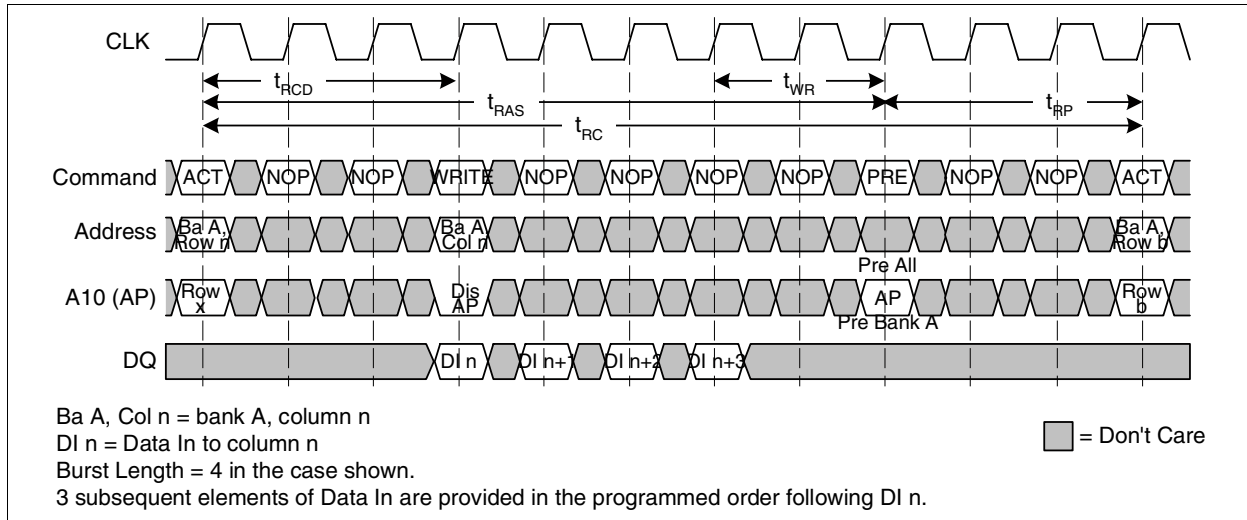 CLK
tRCD
tWR
tRAS
tRP
tRC
Command ACT NOP NOP WRITE NOP NOP NOP NOP PRE NOP NOP ACT
Address Ba A, Row n Ba A, Col n Ba A, Row b
Pre All
A10 (AP) Row x Dis AP AP Row b
Pre Bank A
DQ DI n DI n+1 DI n+2 DI n+3
Ba A, Col n = bank A, column n
DI n = Data In to column n
= Don't Care
Burst Length = 4 in the case shown.
3 subsequent elements of Data In are provided in the programmed order following DI n.